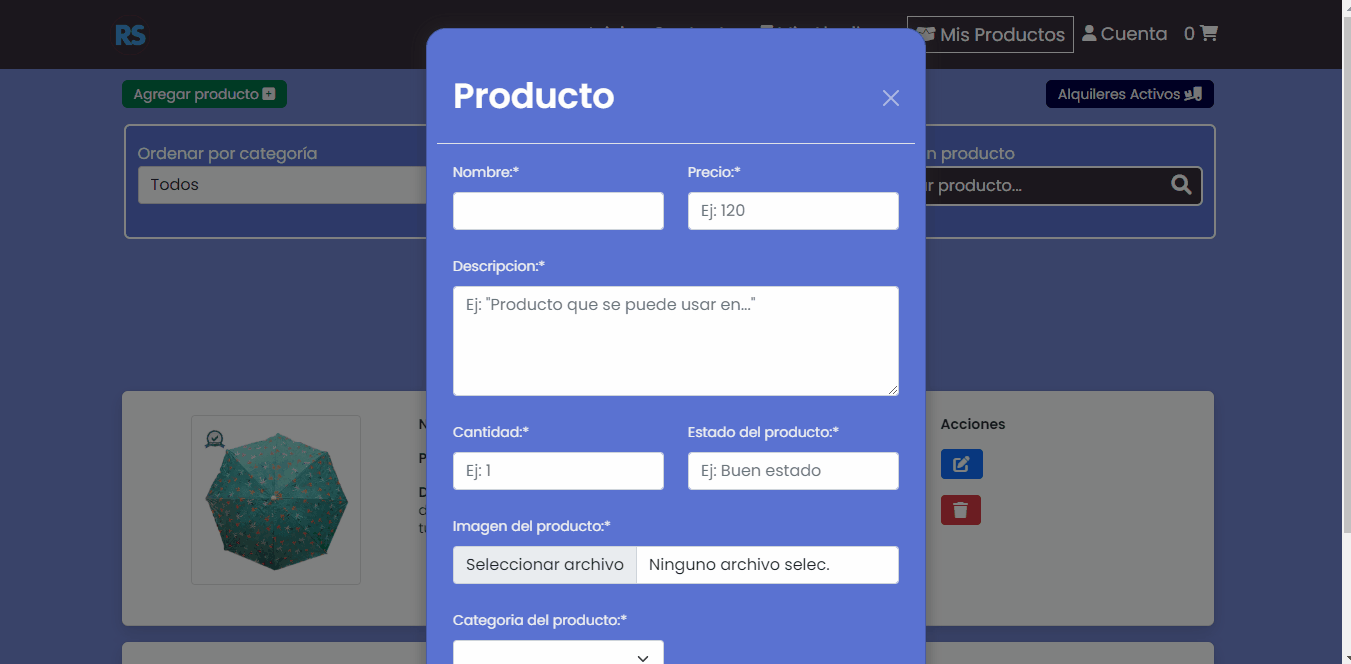 RS
Mis Productos
Cuenta
0
Agregar producto
Alquileres Activos
Producto
Ordenar por categoría
Todos
producto
producto...
Nombre:*
Precio:*
Ej: 120
Descripcion:*
Ej: "Producto que se puede usar en..."
Cantidad:*
Estado del producto:*
Ej: 1
Ej: Buen estado
Imagen del producto:*
Seleccionar archivo
Ninguno archivo selec.
Categoria del producto:*
Acciones